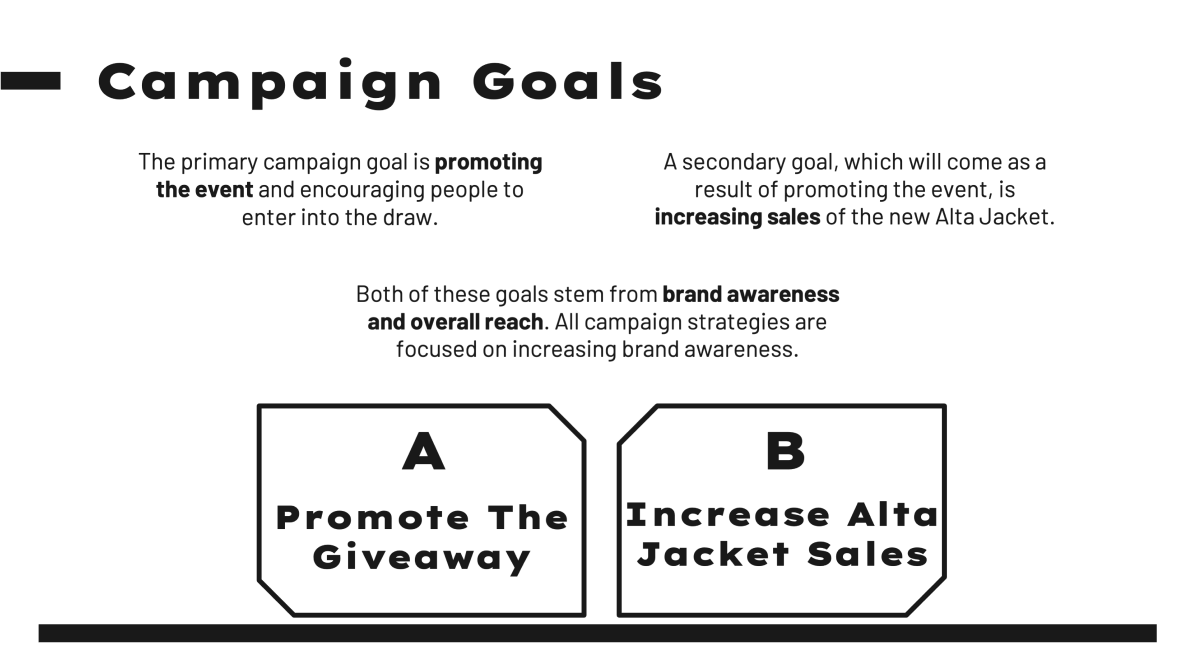 Campaign Goals
The primary campaign goal is promoting
the event and encouraging people to
enter into the draw.
A secondary goal, which will come as a
result of promoting the event, is
increasing sales of the new Alta Jacket.
Both of these goals stem from brand awareness
and overall reach. All campaign strategies are
focused on increasing brand awareness.
A
Promote The
Giveaway
B
Increase Alta
Jacket Sales